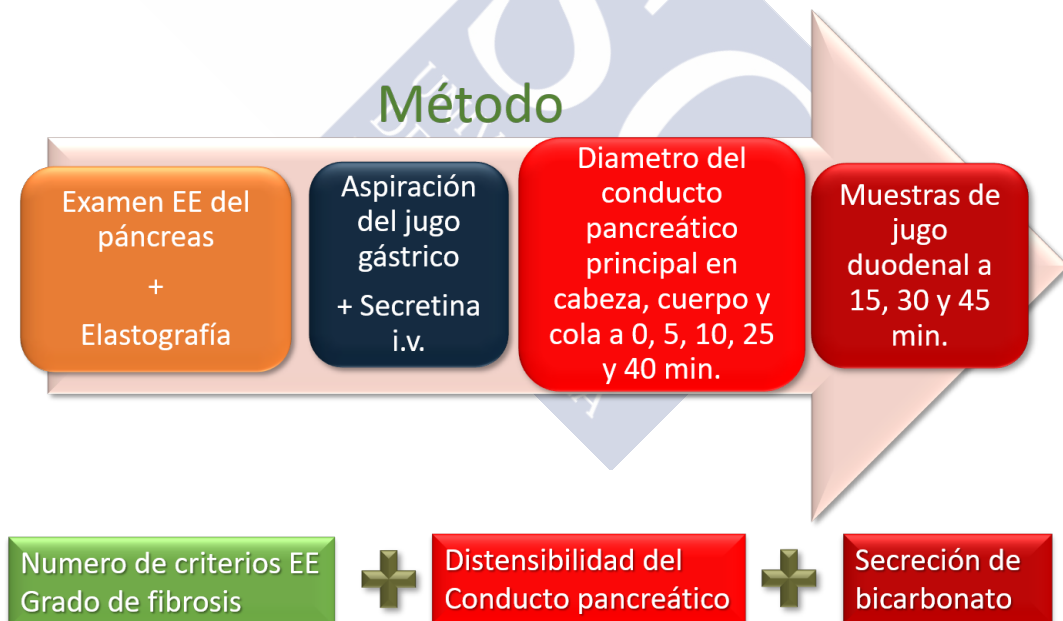 Método
Examen EE del
páncreas
+
Elastografía
Aspiración
del jugo
gástrico
+ Secretina
i.v.
Diametro del
conducto
pancreático
principal en
cabeza, cuerpo y
cola a 0, 5, 10, 25
y 40 min.
Muestras de
jugo
duodenal a
15, 30 y 45
min.
Numero de criterios EE
Grado de fibrosis
Distensibilidad del
Conducto pancreático
Secreción de
bicarbonato